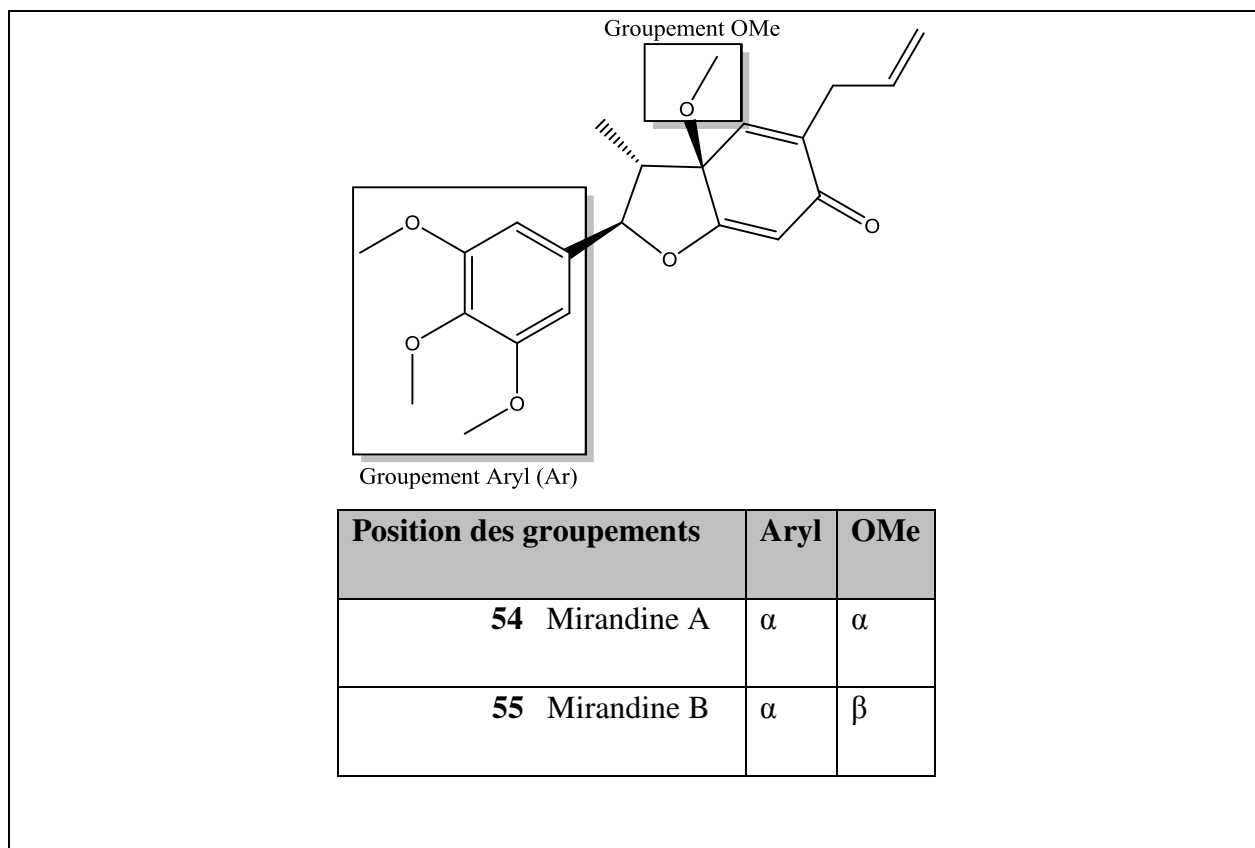 Groupement OMe
O
O
O
O
O
O
Groupement Aryl (Ar)
Position des groupements Aryl OMe
54 Mirandine A α α
55 Mirandine B α β